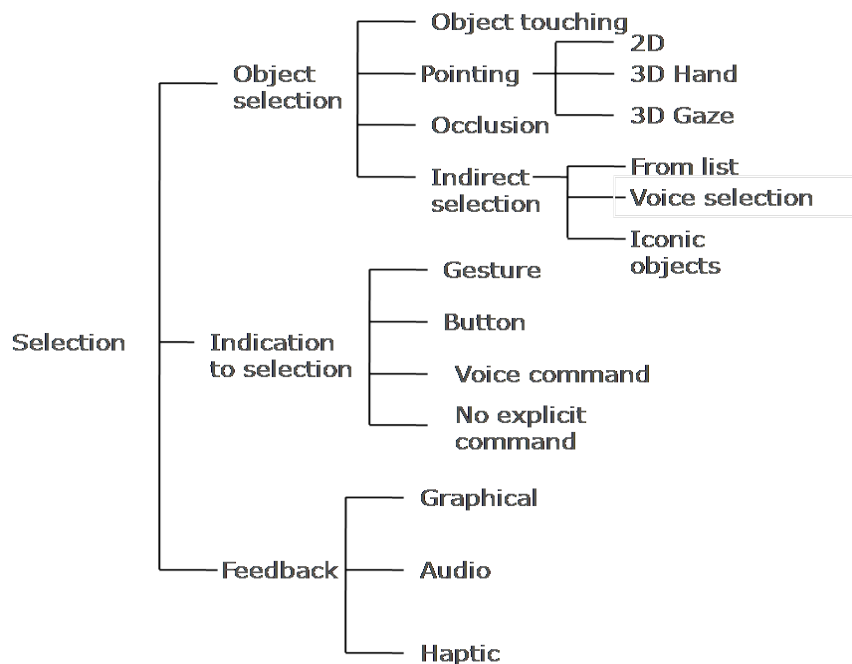 Object touching
2D
Object
selection
Pointing
3D Hand
3D Gaze
Occlusion
From list
Indirect
selection
Voice selection
Iconic
objects
Gesture
Button
Selection
Indication
to selection
Voice command
No explicit
command
Graphical
Feedback
Audio
Haptic